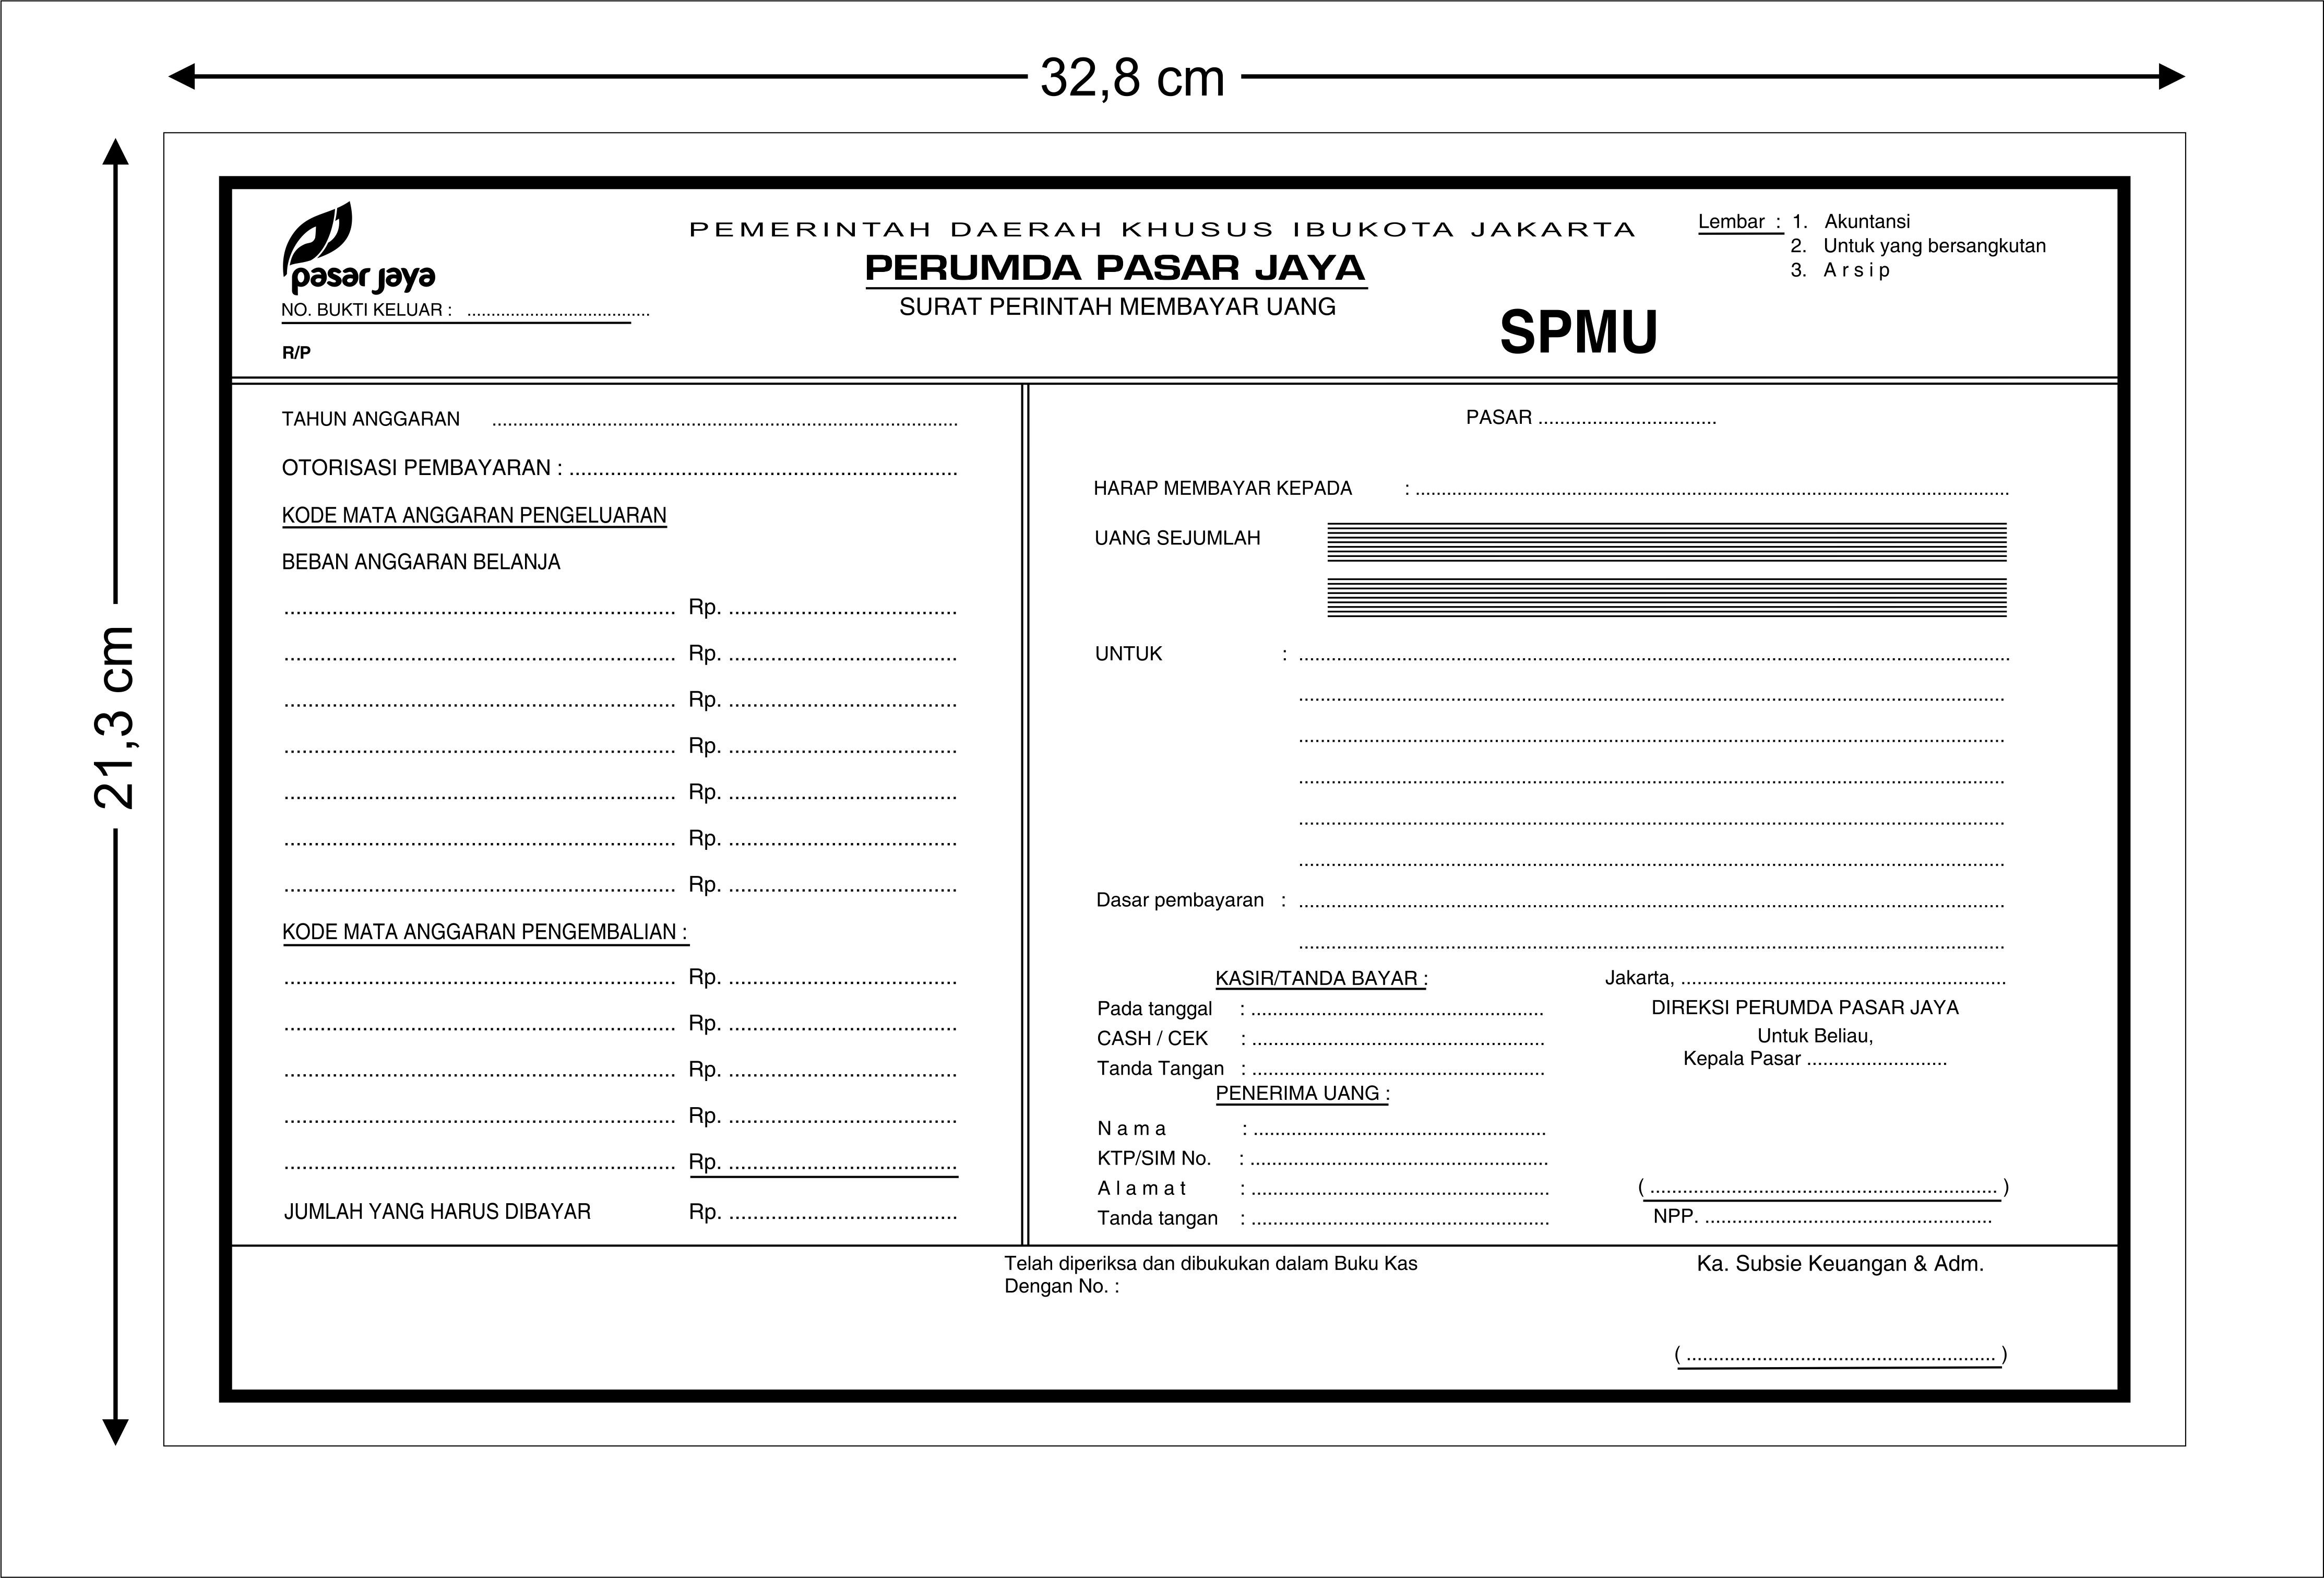 32,8 cm
21,3 cm
pasar jaya
PEMERINTAH DAERAH KHUSUS IBUKOTA JAKARTA
PERUMDA PASAR JAYA
SURAT PERINTAH MEMBAYAR UANG
SPMU
Lembar : 1. Akuntansi
2. Untuk yang bersangkutan
3. A r s i p
NO. BUKTI KELUAR : ......................................
R/P
TAHUN ANGGARAN ..........................................................................................
OTORISASI PEMBAYARAN : ..................................................................
KODE MATA ANGGARAN PENGELUARAN
BEBAN ANGGARAN BELANJA
.................................................................. Rp. .......................................
.................................................................. Rp. .......................................
.................................................................. Rp. .......................................
.................................................................. Rp. .......................................
.................................................................. Rp. .......................................
.................................................................. Rp. .......................................
.................................................................. Rp. .......................................
KODE MATA ANGGARAN PENGEMBALIAN :
.................................................................. Rp. .......................................
.................................................................. Rp. .......................................
.................................................................. Rp. .......................................
.................................................................. Rp. .......................................
.................................................................. Rp. .......................................
JUMLAH YANG HARUS DIBAYAR Rp. .......................................
PASAR .................................
HARAP MEMBAYAR KEPADA : ..................................................................
UANG SEJUMLAH
UNTUK : ..................................................................
Dasar pembayaran : ..................................................................
KASIR/TANDA BAYAR :
Pada tanggal : ......................................................
CASH / CEK : ......................................................
Tanda Tangan : ......................................................
PENERIMA UANG :
N a m a : ......................................................
KTP/SIM No. : ......................................................
A l a m a t : ......................................................
Tanda tangan : ......................................................
Jakarta, ............................................................
DIREKSI PERUMDA PASAR JAYA
Untuk Beliau,
Kepala Pasar ..........................
( ................................................................ )
NPP. .....................................................
Telah diperiksa dan dibukukan dalam Buku Kas
Dengan No. :
Ka. Subsie Keuangan & Adm.
( ......................................................... )